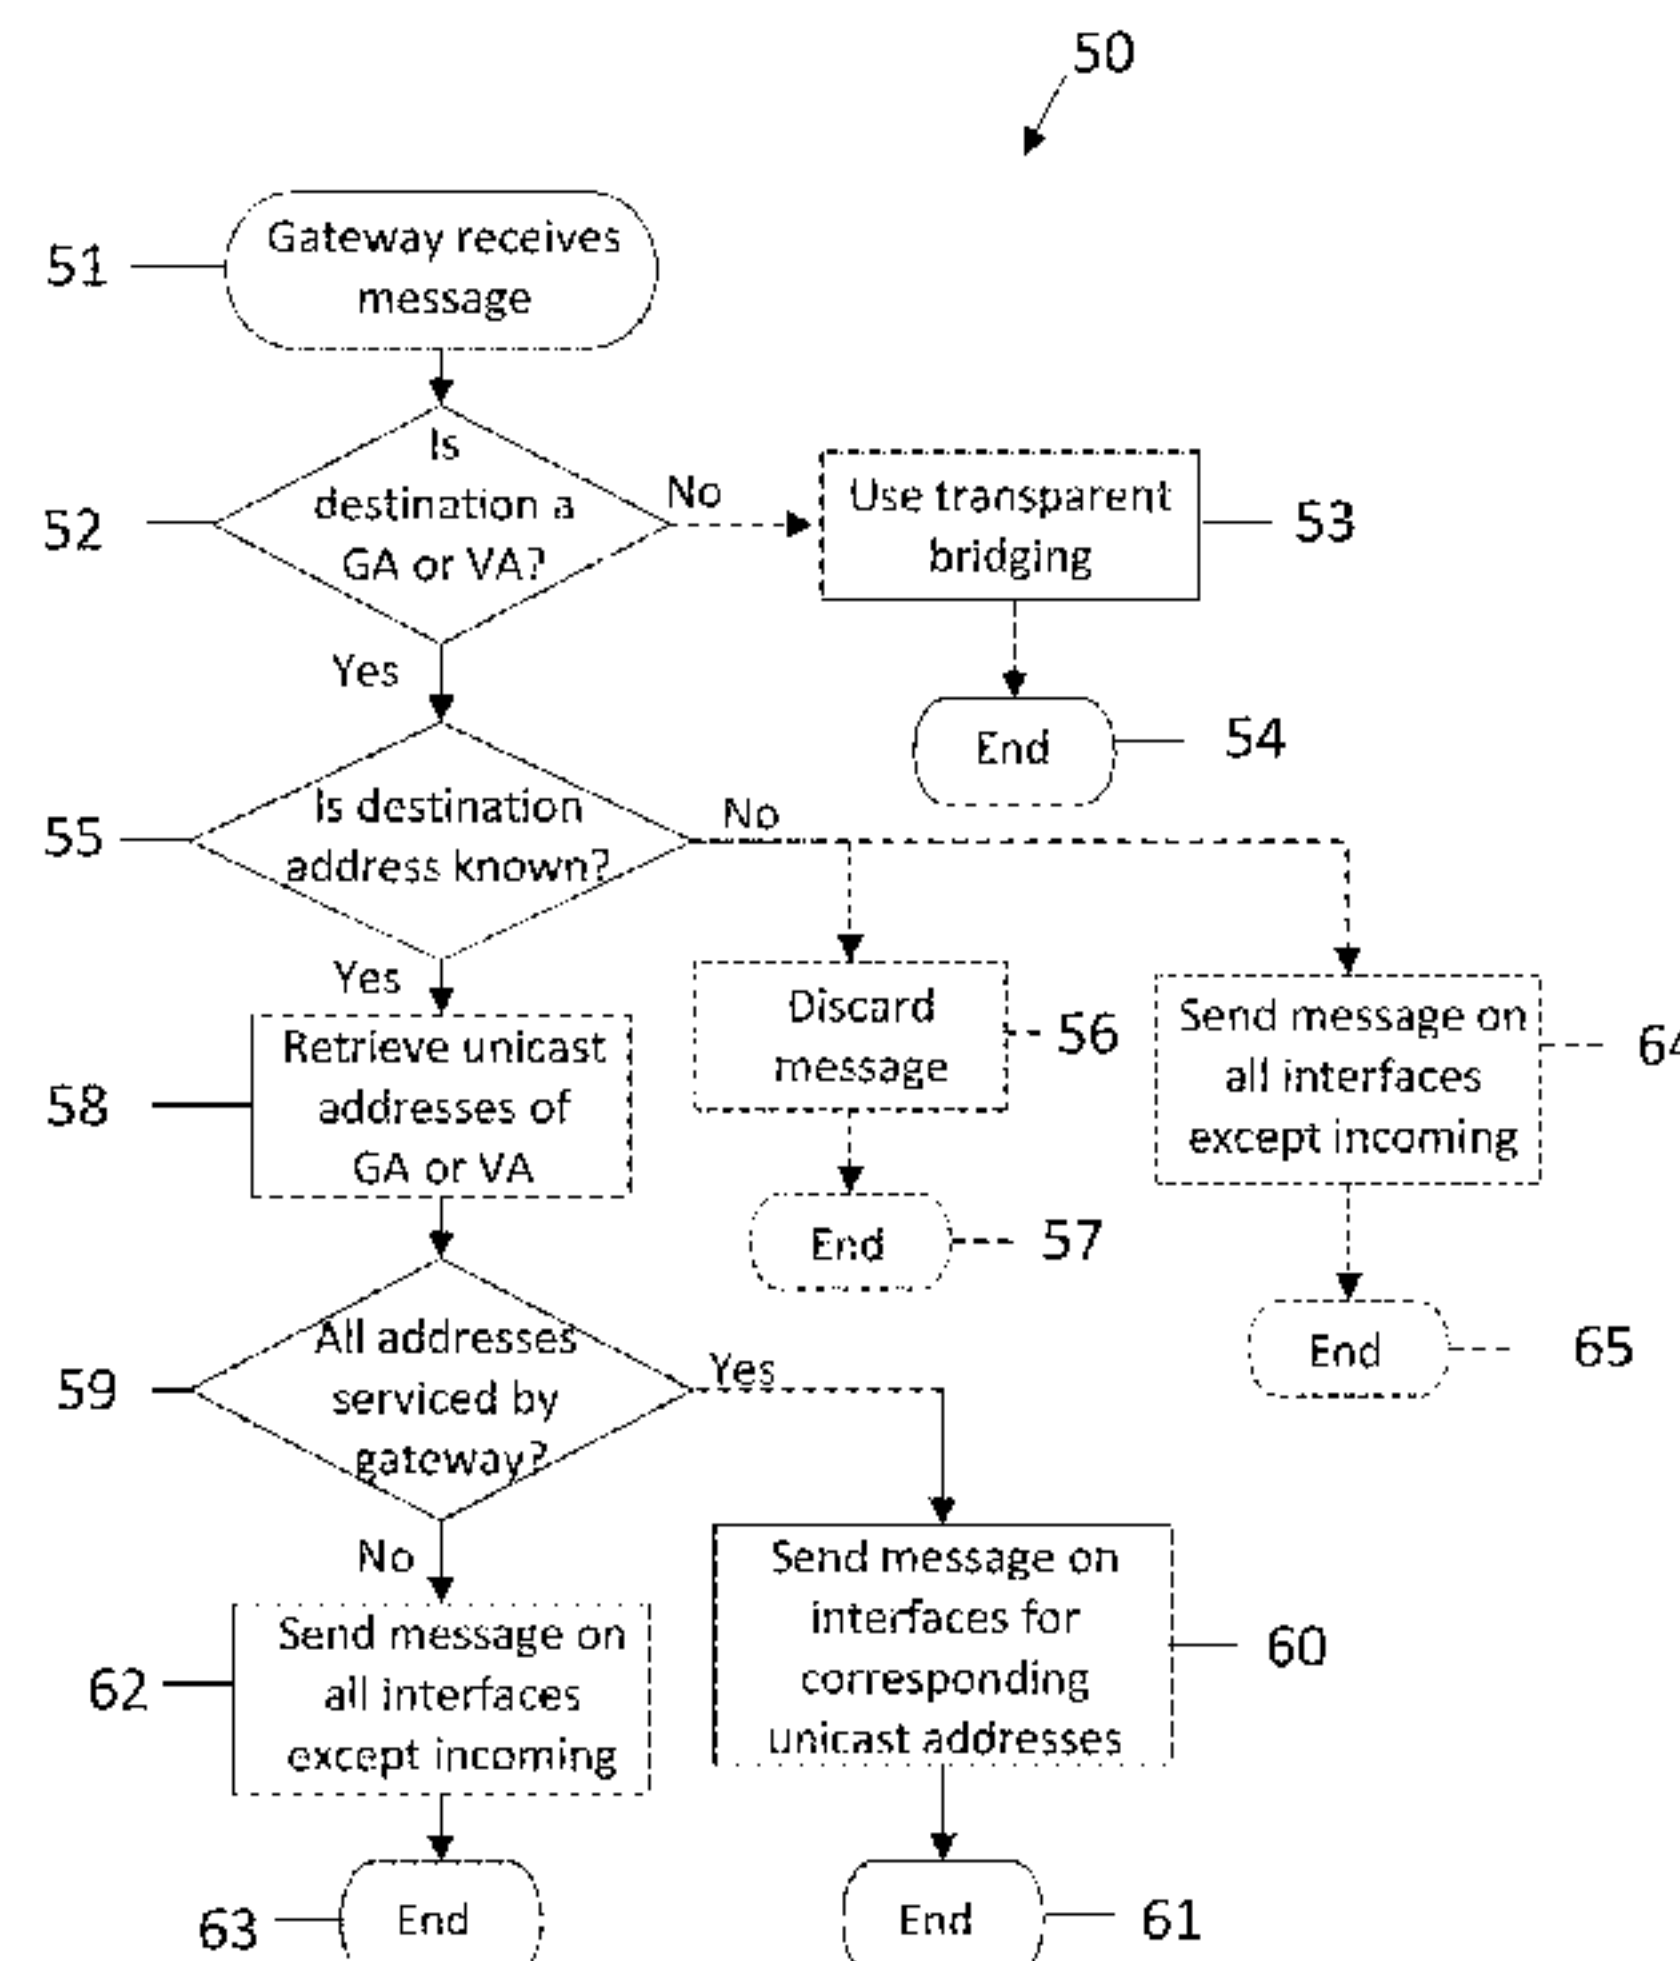 50
51
Gateway receives
message
52
Is
destination a
GA or VA?
No
Use transparent
bridging
53
Yes
End
54
55
Is destination
address known?
No
Yes
Discard
message
56
Send message on
all interfaces
except incoming
64
58
Retrieve unicast
addresses of
GA or VA
End
57
End
65
59
All addresses
serviced by
gateway?
Yes
No
62
Send message on
all interfaces
except incoming
Send message on
interfaces for
corresponding
unicast addresses
60
63
End
End
61